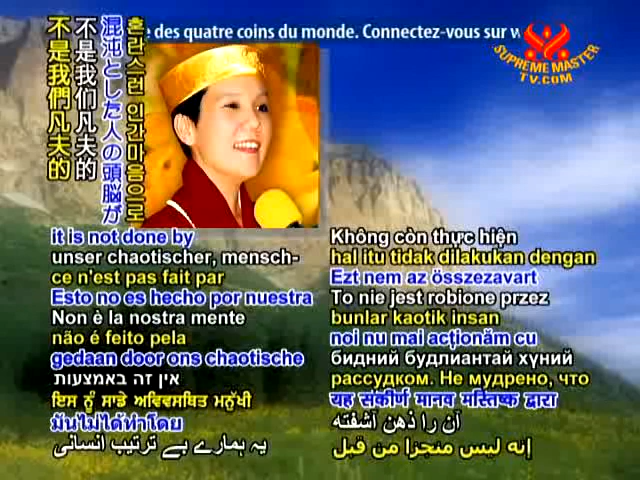 e des quatre coins du monde. Connectez-vous sur w
SUPREME MASTER
TV.COM
혼란스런 인간마음으로
混沌とした人の頭脳が
不是我们凡夫的
不是我們凡夫的
it is not done by
unser chaotischer, mensch-
ce n'est pas fait par
Esto no es hecho por nuestra
Non è la nostra mente
não é feito pela
gedaan door ons chaotische
אין זה באמצעות
ਇਸ ਨੂੰ ਸਾਡੇ ਅਵਿਵਸਥਿਤ ਮਨੁੱਖੀ
มันไม่ได้ทำโดย
یہ ہمارے بے ترتیب انسانی
Không còn thực hiện
hal itu tidak dilakukan dengan
Ezt nem az összezavart
To nie jest robione przez
bunlar kaotik insan
noi nu mai acționăm cu
бидний будлиантай хүний
рассудком. Не мудрено, что
यह संकीर्ण मानव मस्तिष्क द्वारा
آن را ذهن آشفته
إنه ليس منجزا من قبل